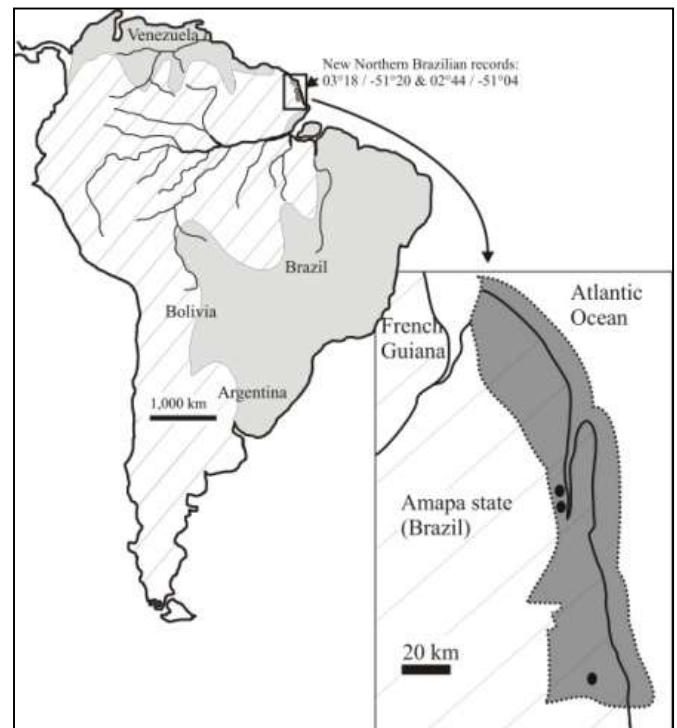 Venezuela
New Northern Brazilian records:
03°18 / -51°20 & 02°44 / -51°04
Brazil
Bolivia
Argentina
1,000 km
Atlantic
Ocean
French
Guiana
Amapa state
(Brazil)
20 km